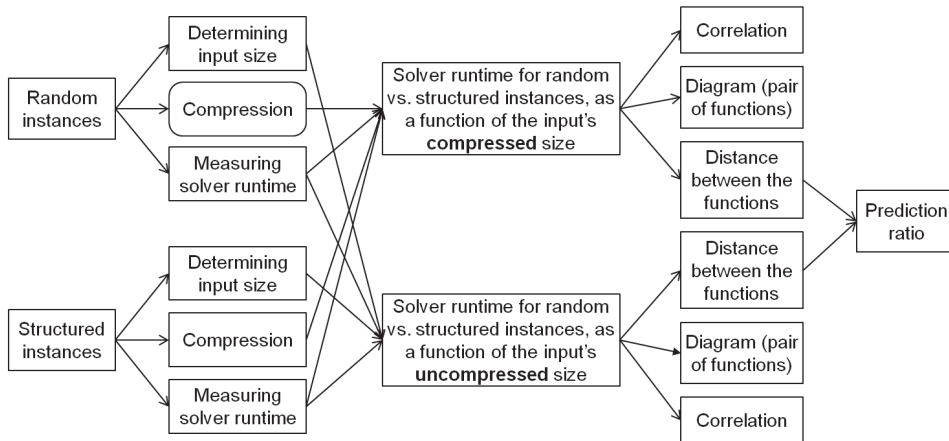 Random
instances
Determining
input size
Compression
Measuring
solver runtime
Structured
instances
Determining
input size
Compression
Measuring
solver runtime
Solver runtime for random
vs. structured instances, as
a function of the input's
compressed size
Solver runtime for random
vs. structured instances, as
a function of the input's
uncompressed size
Correlation
Diagram (pair
of functions)
Distance
between the
functions
Distance
between the
functions
Diagram (pair
of functions)
Correlation
Prediction
ratio